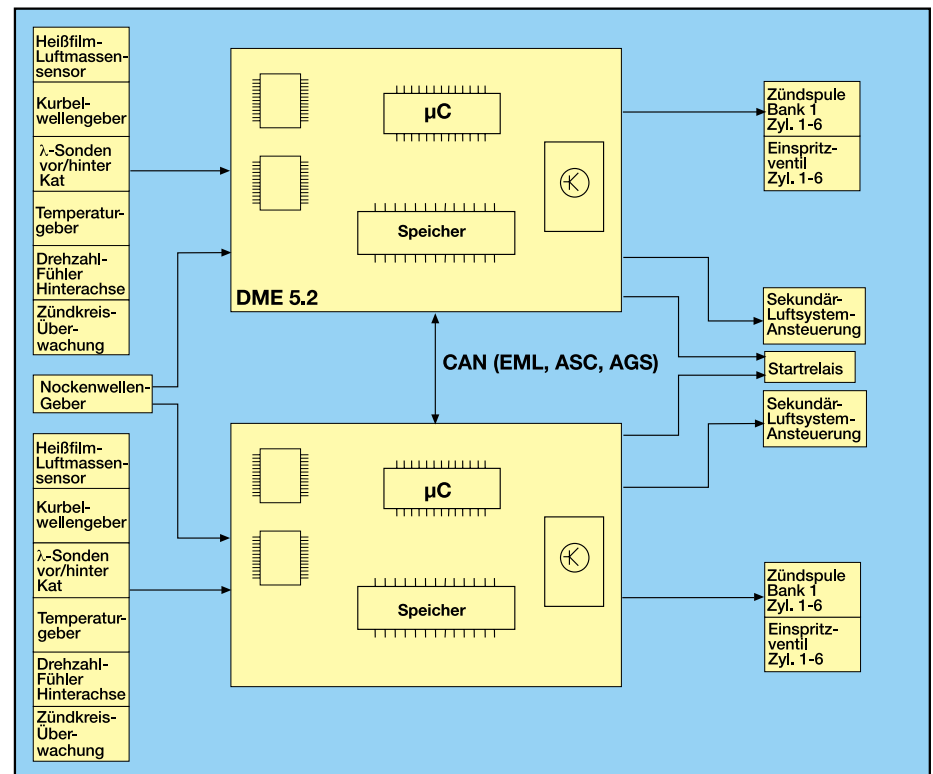 Heißfilm-
Luftmassen-
sensor
Kurbel-
wellengeber
λ-Sonden
vor/hinter
Kat
Temperatur-
geber
Drehzahl-
Fühler
Hinterachse
Zündkreis-
Über-
wachung
Nockenwellen-
Geber
Heißfilm-
Luftmassen-
sensor
Kurbel-
wellengeber
λ-Sonden
vor/hinter
Kat
Temperatur-
geber
Drehzahl-
Fühler
Hinterachse
Zündkreis-
Über-
wachung
µC
Speicher
DME 5.2
CAN (EML, ASC, AGS)
µC
Speicher
Zündspule
Bank 1
Zyl. 1-6
Einspritz-
ventil
Zyl. 1-6
Sekundär-
Luftsystem-
Ansteuerung
Startrelais
Sekundär-
Luftsystem-
Ansteuerung
Zündspule
Bank 1
Zyl. 1-6
Einspritz-
ventil
Zyl. 1-6